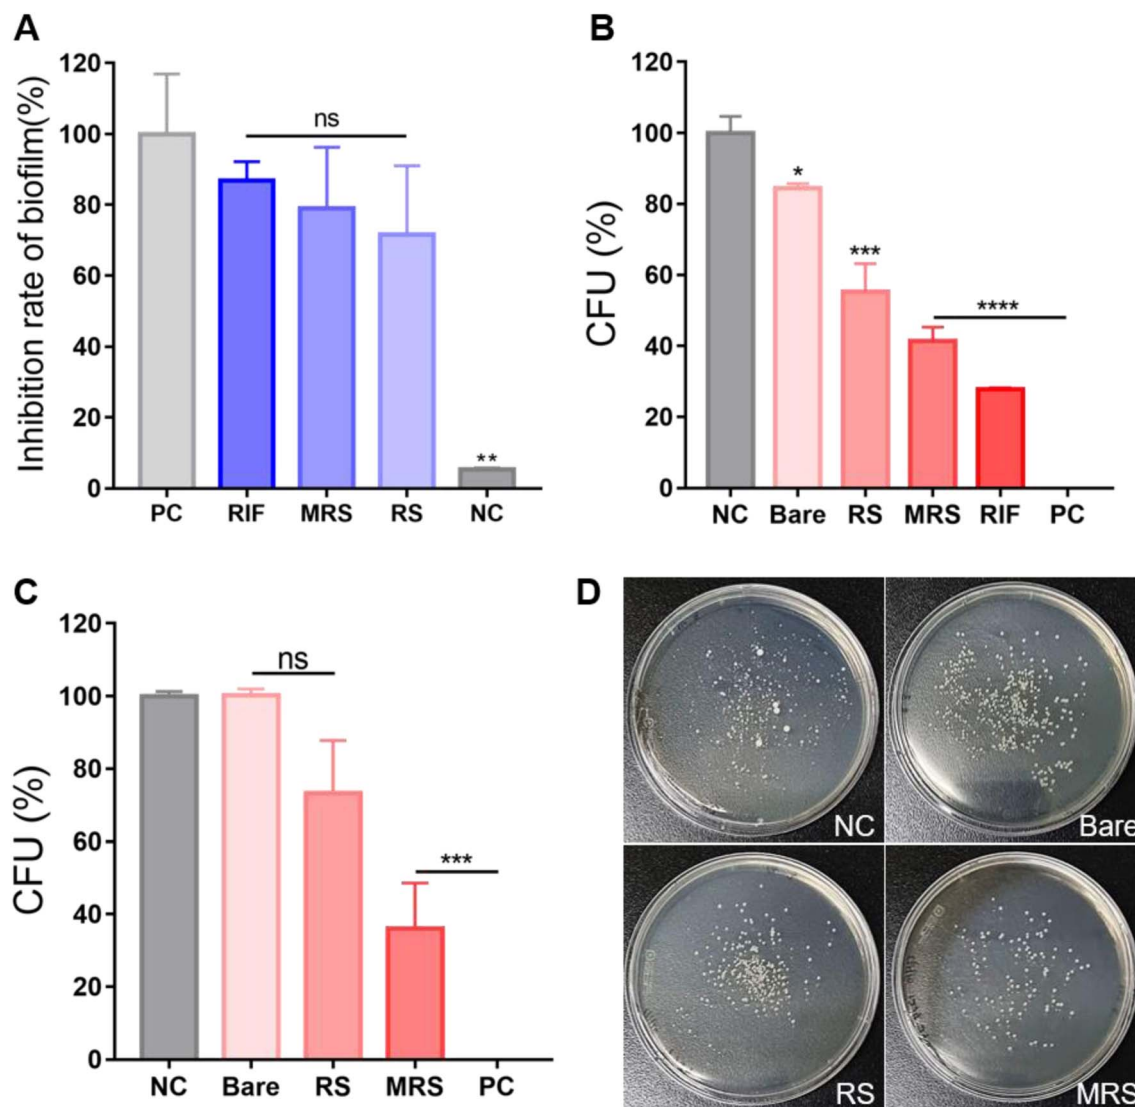 A
Inhibition rate of biofilm(%)
120
100
80
60
40
20
0
ns
**
PC RIF MRS RS NC
B
CFU (%)
120
100
80
60
40
20
0
*
***
****
NC Bare RS MRS RIF PC
C
CFU (%)
120
100
80
60
40
20
0
ns
***
NC Bare RS MRS PC
D
NC
Bare
RS
MRS